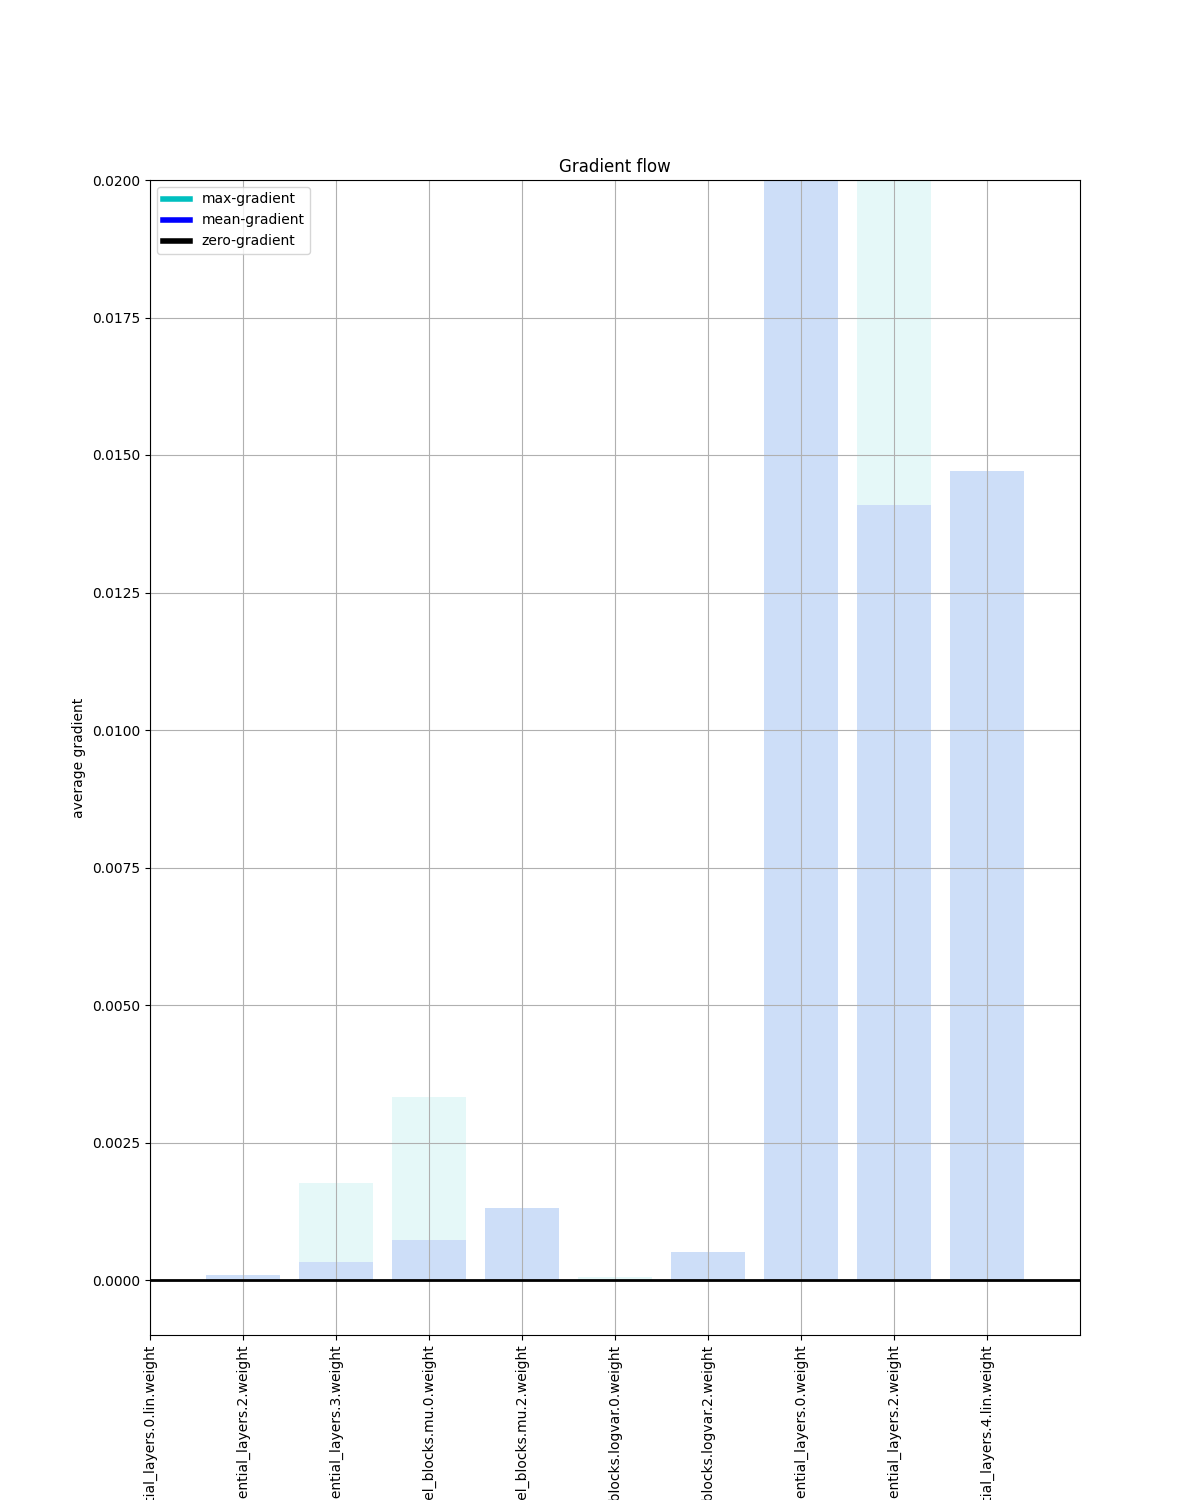 Gradient flow
max-gradient
mean-gradient
zero-gradient
0.0200
0.0175
0.0150
0.0125
0.0100
0.0075
0.0050
0.0025
0.0000
average gradient
tial_layers.0.lin.weight
ential_layers.2.weight
ential_layers.3.weight
el_blocks.mu.0.weight
el_blocks.mu.2.weight
blocks.logvar.0.weight
blocks.logvar.2.weight
ential_layers.0.weight
ential_layers.2.weight
tial_layers.4.lin.weight